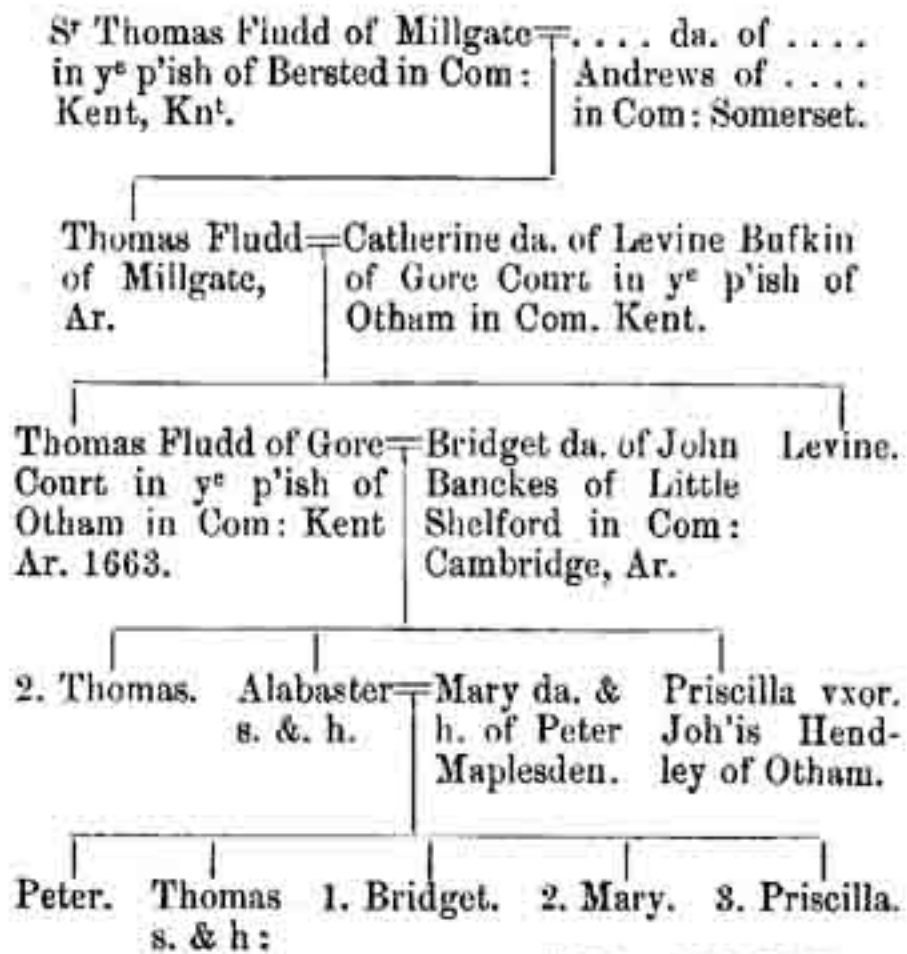 Sʳ Thomas Fludd of Millgate=. . . . da. of . . . .
in yᵉ p'ish of Bersted in Com: Andrews of . . . .
Kent, Knᵗ. in Com: Somerset.
Thomas Fludd=Catherine da. of Levine Bufkin
of Millgate, of Gore Court in yᵉ p'ish of
Ar. Otham in Com. Kent.
Thomas Fludd of Gore=Bridget da. of John Levine.
Court in yᵉ p'ish of Banckes of Little
Otham in Com: Kent Shelford in Com:
Ar. 1663. Cambridge, Ar.
2. Thomas. Alabaster=Mary da. & Priscilla vxor.
s. &. h. h. of Peter Joh'is Hend-
Maplesden. ley of Otham.
Peter. Thomas 1. Bridget. 2. Mary. 3. Priscilla.
s. & h: